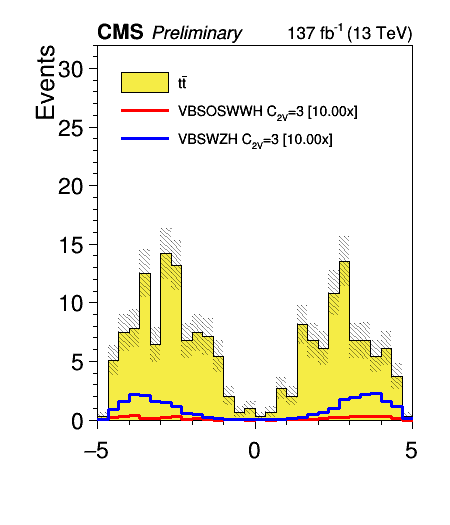 CMS Preliminary 137 fb⁻¹ (13 TeV)
Events
30
25
20
15
10
5
0
tt̄
VBSOSWWH C₂ᵥ=3 [10.00x]
VBSWZH C₂ᵥ=3 [10.00x]
−5 0 5